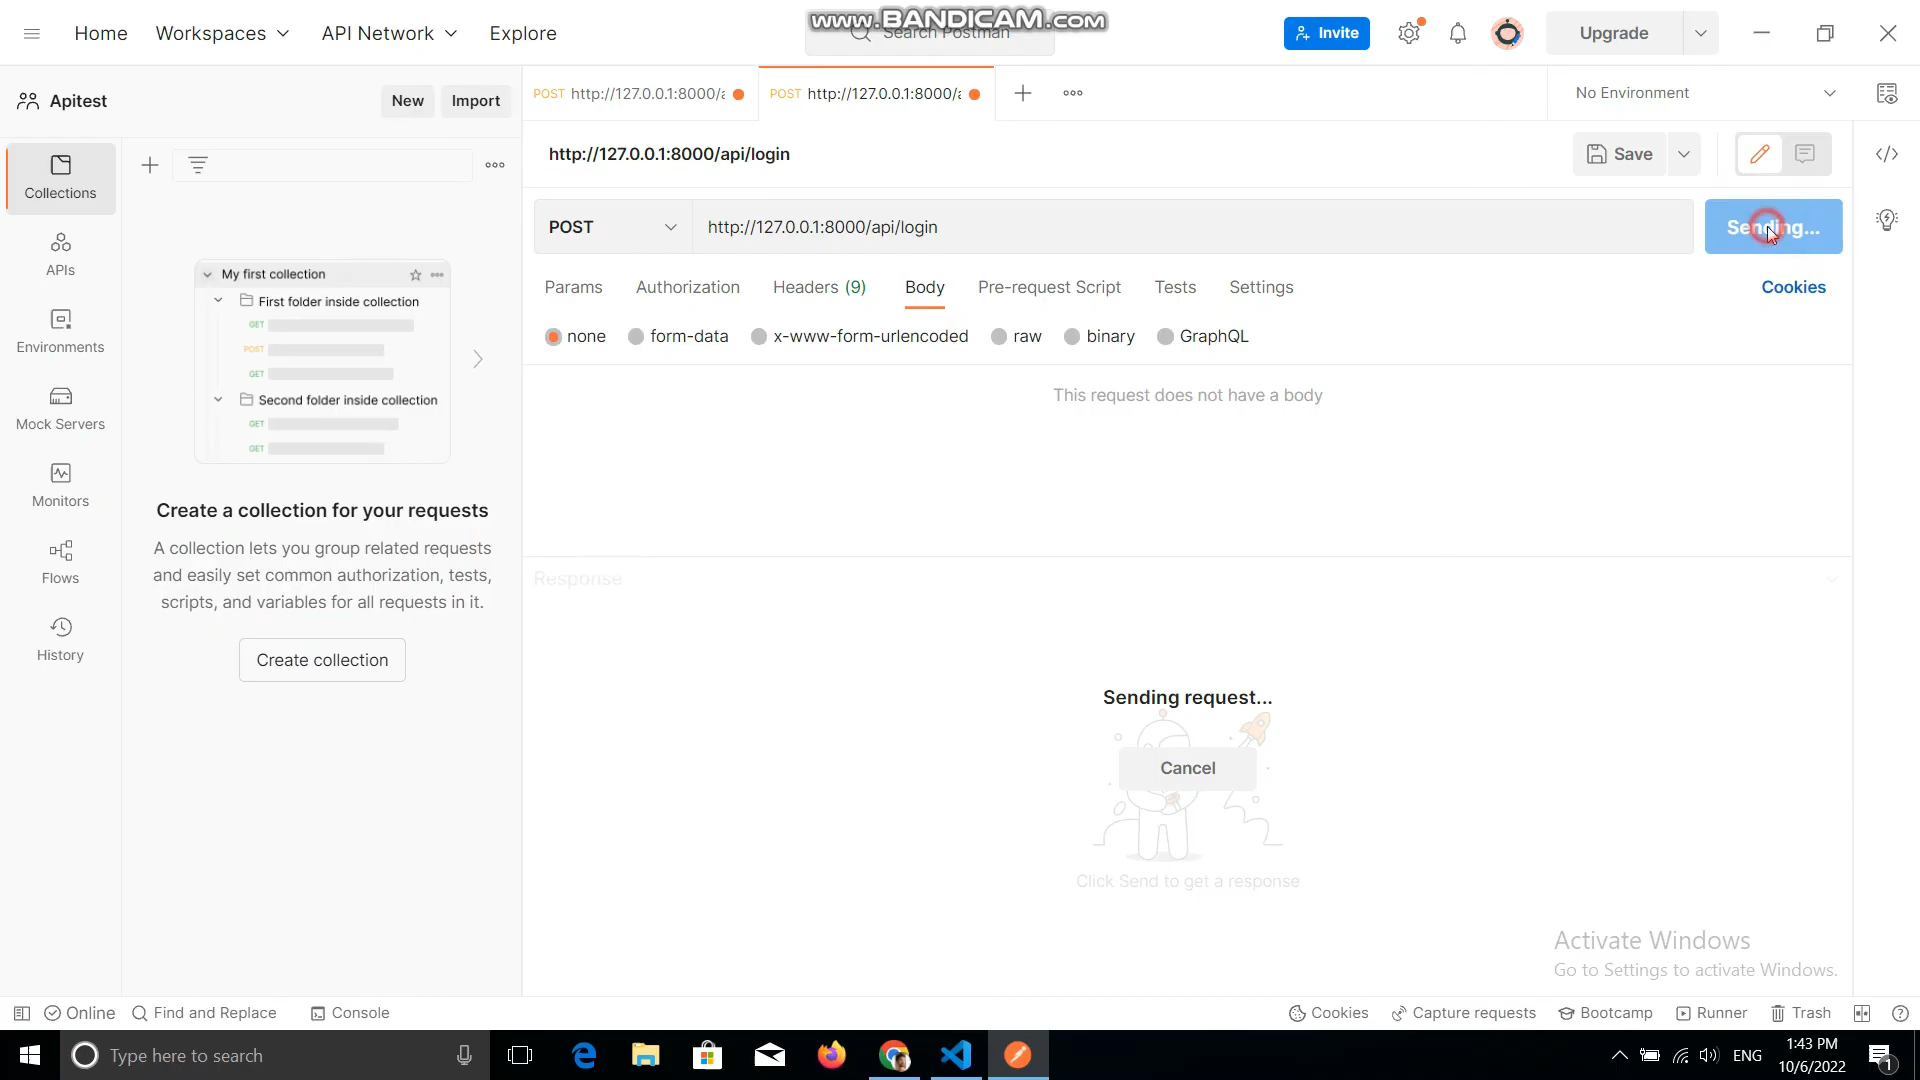 www.BANDICAM.com
Home
Workspaces
API Network
Explore
Search Postman
Invite
Upgrade
Apitest
New
Import
POST http://127.0.0.1:8000/a
POST http://127.0.0.1:8000/a
No Environment
http://127.0.0.1:8000/api/login
Save
Collections
APIs
Environments
Mock Servers
Monitors
Flows
History
My first collection
First folder inside collection
GET
POST
GET
Second folder inside collection
GET
GET
Create a collection for your requests
A collection lets you group related requests
and easily set common authorization, tests,
scripts, and variables for all requests in it.
Create collection
POST
http://127.0.0.1:8000/api/login
Sending...
Params
Authorization
Headers (9)
Body
Pre-request Script
Tests
Settings
Cookies
none
form-data
x-www-form-urlencoded
raw
binary
GraphQL
This request does not have a body
Response
Sending request...
Cancel
Click Send to get a response
Activate Windows
Go to Settings to activate Windows.
Online
Find and Replace
Console
Cookies
Capture requests
Bootcamp
Runner
Trash
Type here to search
ENG
1:43 PM
10/6/2022
1